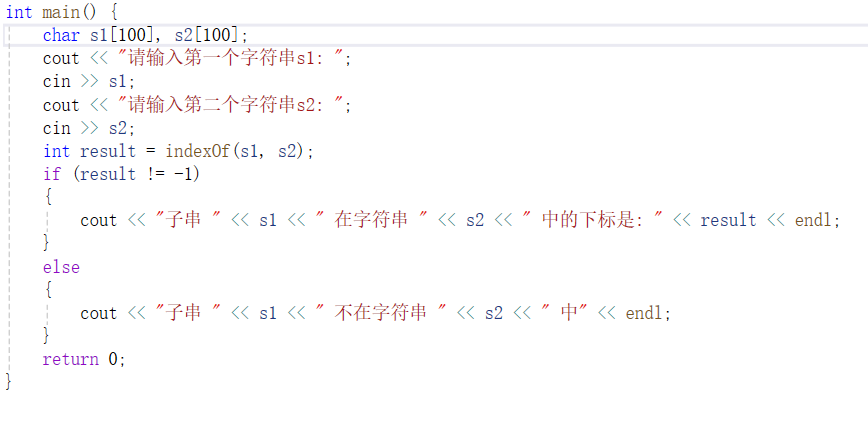 int main() {
    char s1[100], s2[100];
    cout << "请输入第一个字符串s1: ";
    cin >> s1;
    cout << "请输入第二个字符串s2: ";
    cin >> s2;
    int result = indexOf(s1, s2);
    if (result != -1)
    {
        cout << "子串 " << s1 << " 在字符串 " << s2 << " 中的下标是: " << result << endl;
    }
    else
    {
        cout << "子串 " << s1 << " 不在字符串 " << s2 << " 中" << endl;
    }
    return 0;
}